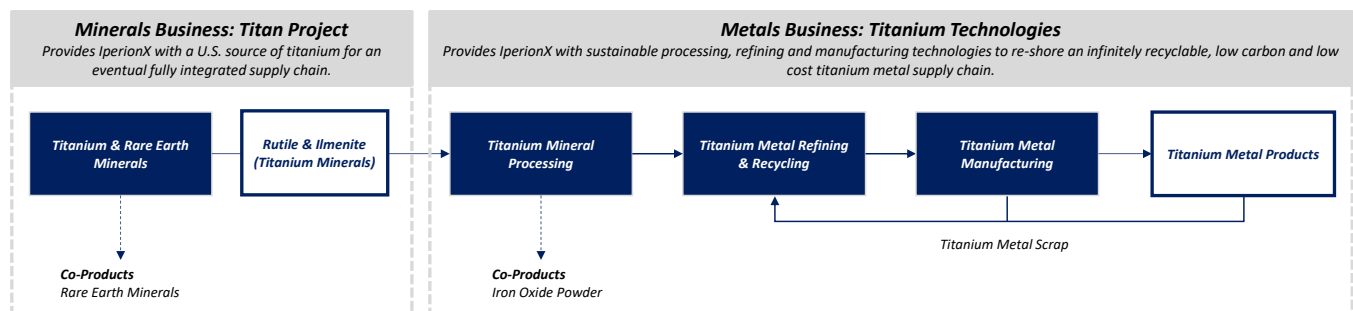 Minerals Business: Titan Project
Provides IperionX with a U.S. source of titanium for an
eventual fully integrated supply chain.
Metals Business: Titanium Technologies
Provides IperionX with sustainable processing, refining and manufacturing technologies to re-shore an infinitely recyclable, low carbon and low
cost titanium metal supply chain.
Titanium & Rare Earth
Minerals
Rutile & Ilmenite
(Titanium Minerals)
Titanium Mineral
Processing
Titanium Metal Refining
& Recycling
Titanium Metal
Manufacturing
Titanium Metal Products
Titanium Metal Scrap
Co-Products
Rare Earth Minerals
Co-Products
Iron Oxide Powder